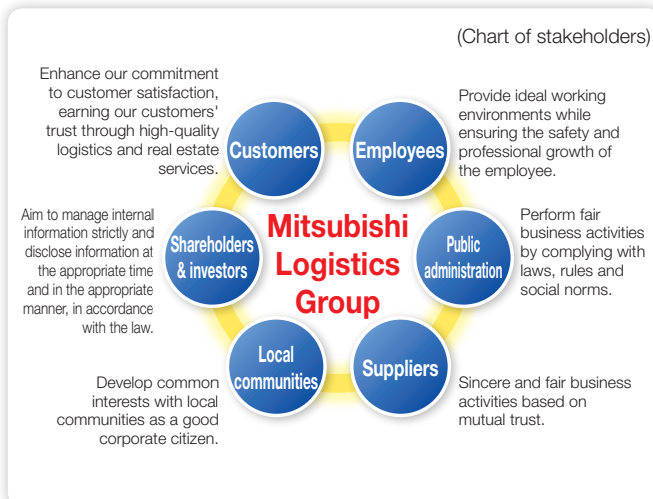 (Chart of stakeholders)
Enhance our commitment
to customer satisfaction,
earning our customers'
trust through high-quality
logistics and real estate
services.
Customers
Employees
Provide ideal working
environments while
ensuring the safety and
professional growth of
the employee.
Aim to manage internal
information strictly and
disclose information at
the appropriate time
and in the appropriate
manner, in accordance
with the law.
Shareholders
& investors
Mitsubishi
Logistics
Group
Public
administration
Perform fair
business activities
by complying with
laws, rules and
social norms.
Develop common
interests with local
communities as a good
corporate citizen.
Local
communities
Suppliers
Sincere and fair business
activities based on
mutual trust.